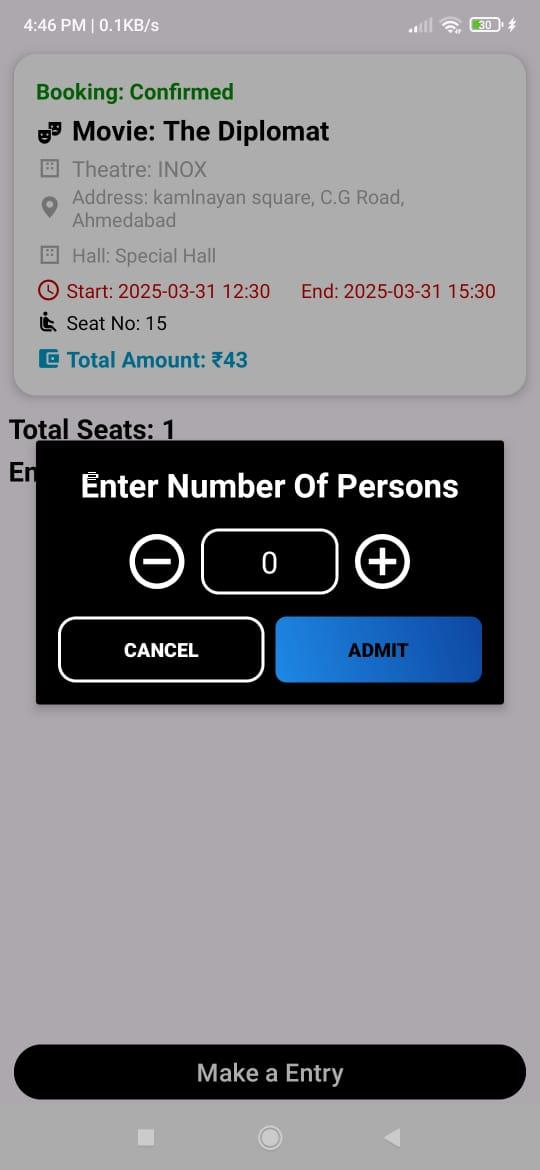 4:46 PM | 0.1KB/s
30
Booking: Confirmed
Movie: The Diplomat
Theatre: INOX
Address: kamlnayan square, C.G Road,
Ahmedabad
Hall: Special Hall
Start: 2025-03-31 12:30 End: 2025-03-31 15:30
Seat No: 15
Total Amount: ₹43
Total Seats: 1
En
Enter Number Of Persons
0
CANCEL ADMIT
Make a Entry